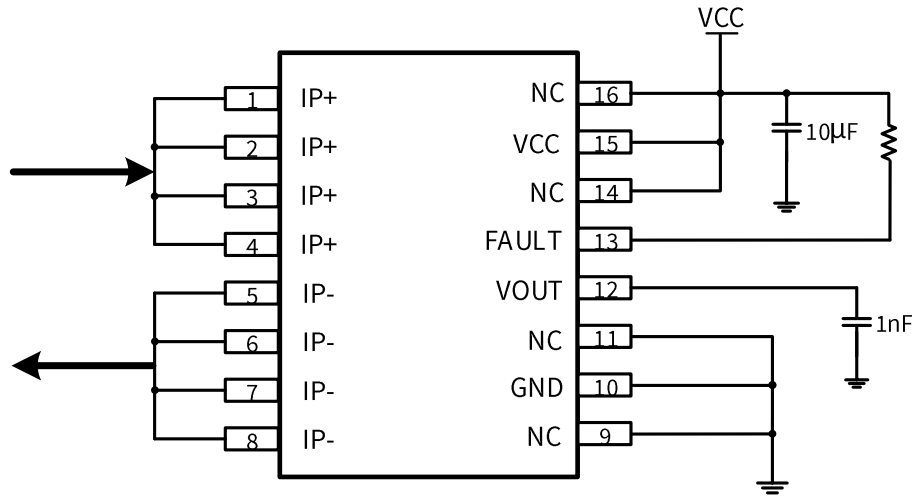 VCC
1 IP+ NC 16
2 IP+ VCC 15
10μF
3 IP+ NC 14
4 IP+ FAULT 13
5 IP- VOUT 12
1nF
6 IP- NC 11
7 IP- GND 10
8 IP- NC 9